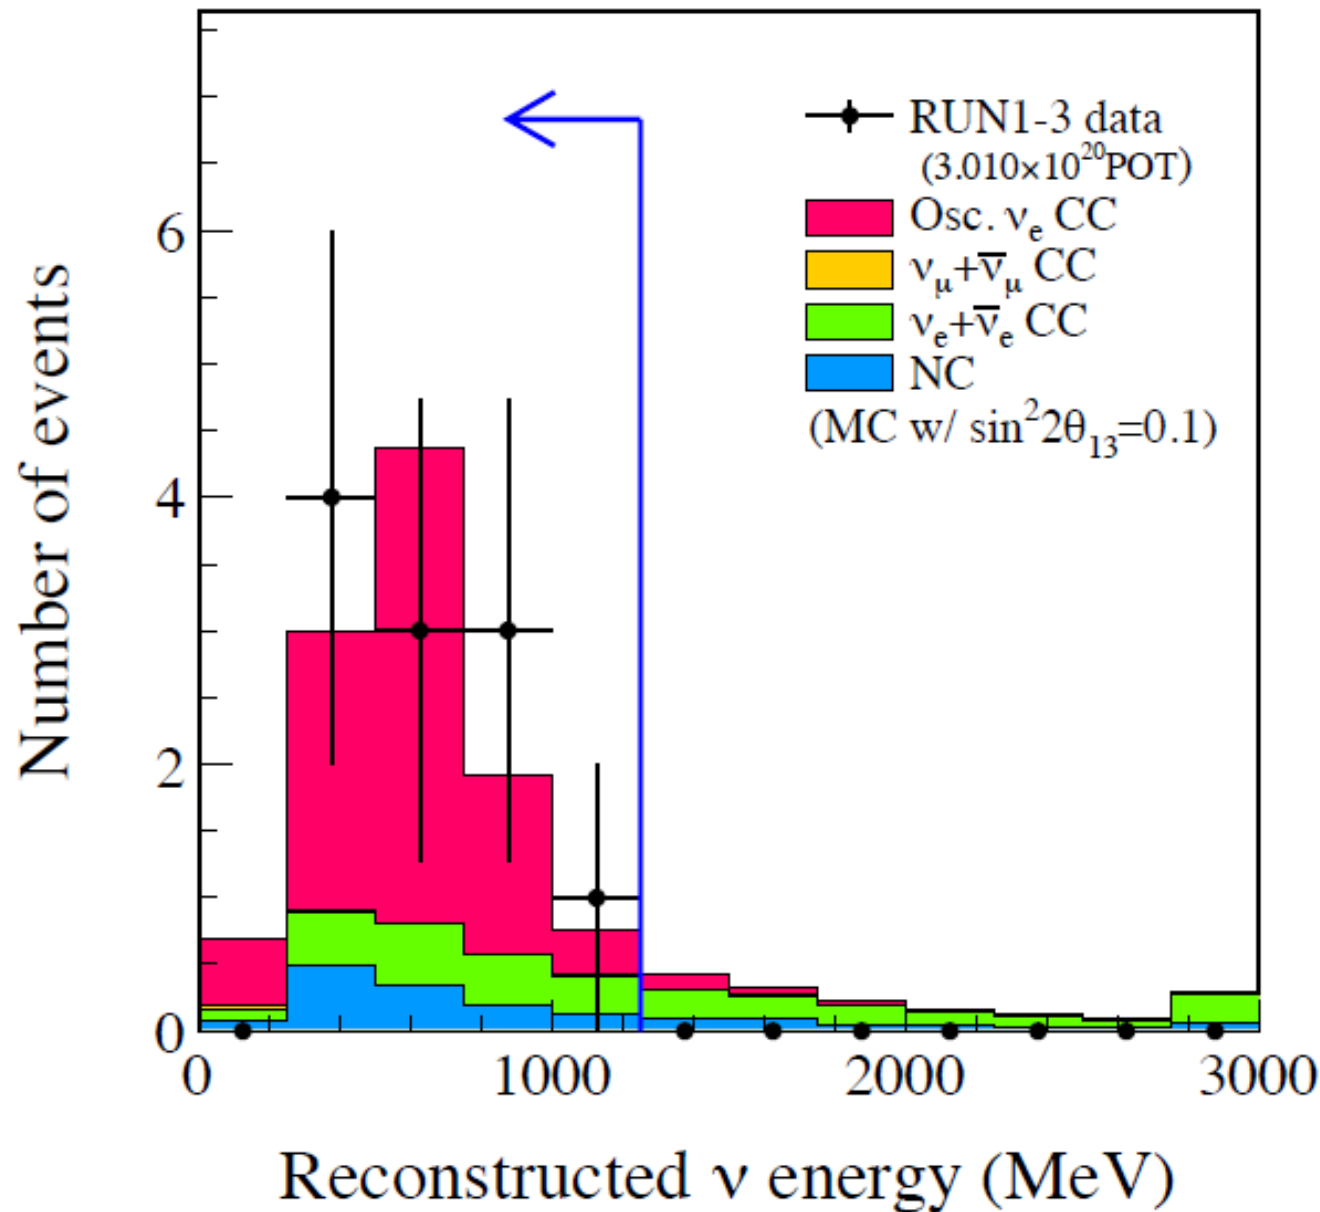 RUN1-3 data
(3.010×10²⁰POT)
Osc. νₑ CC
ν_μ+ν̅_μ CC
νₑ+ν̅ₑ CC
NC
(MC w/ sin²2θ₁₃=0.1)
Number of events
6
4
2
0
0 1000 2000 3000
Reconstructed ν energy (MeV)